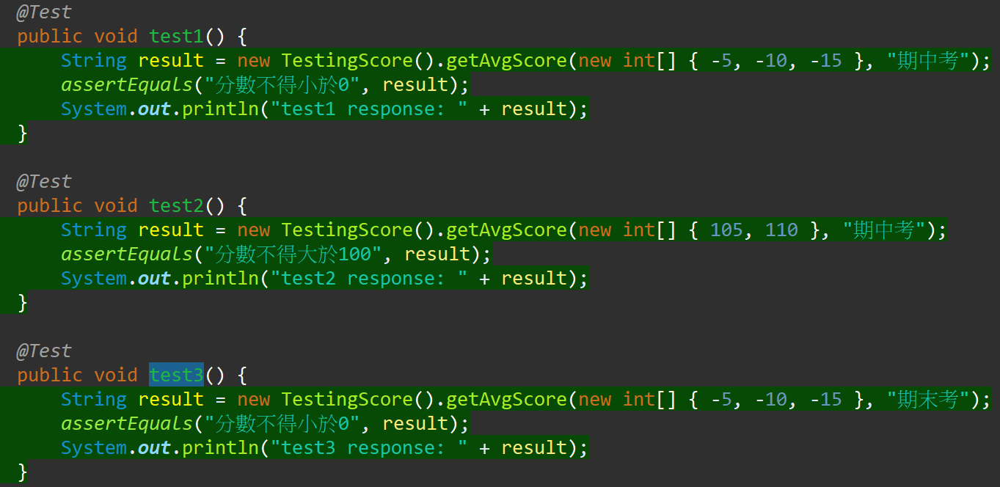 @Test
public void test1() {
String result = new TestingScore().getAvgScore(new int[] { -5, -10, -15 }, "期中考");
assertEquals("分數不得小於0", result);
System.out.println("test1 response: " + result);
}
@Test
public void test2() {
String result = new TestingScore().getAvgScore(new int[] { 105, 110 }, "期中考");
assertEquals("分數不得大於100", result);
System.out.println("test2 response: " + result);
}
@Test
public void test3() {
String result = new TestingScore().getAvgScore(new int[] { -5, -10, -15 }, "期末考");
assertEquals("分數不得小於0", result);
System.out.println("test3 response: " + result);
}